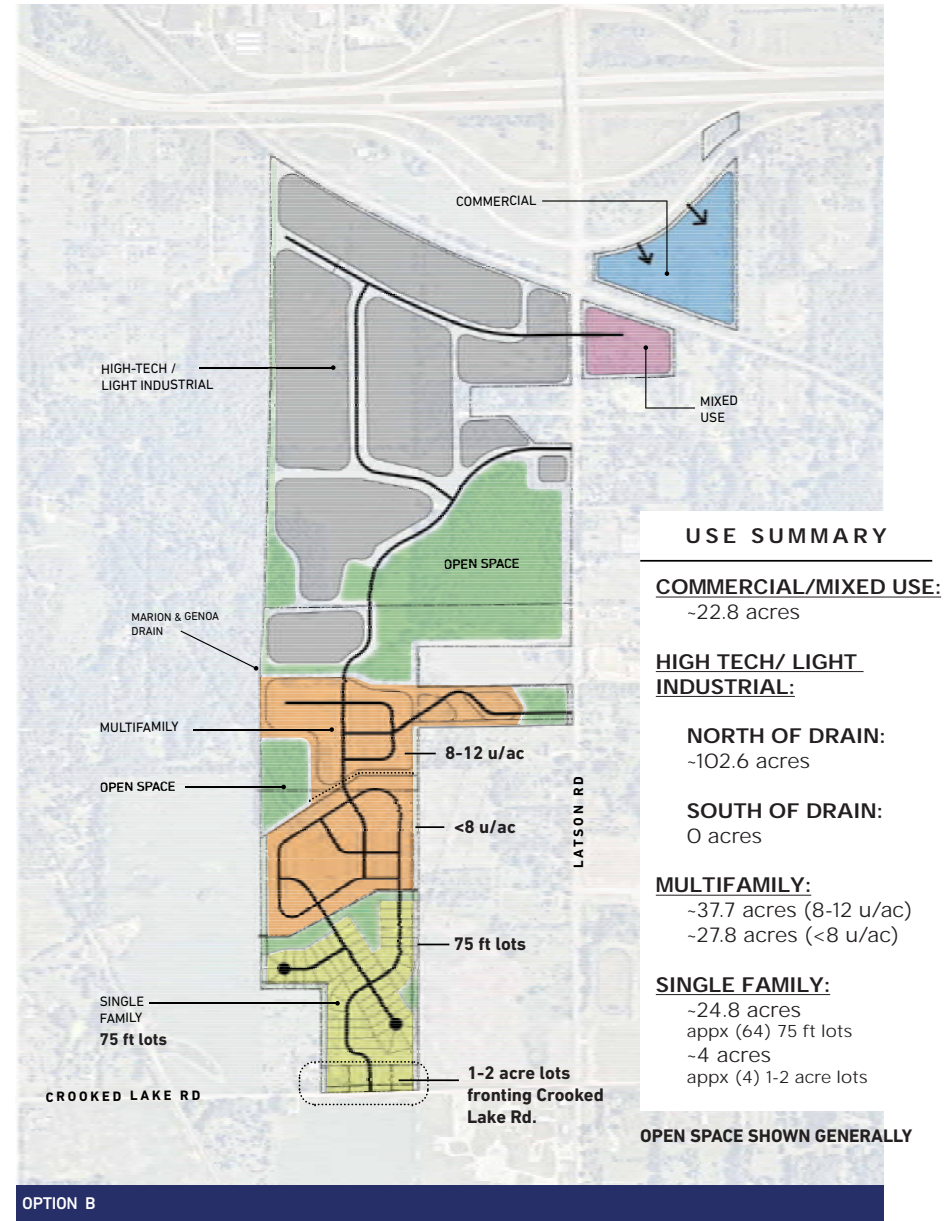 COMMERCIAL
HIGH-TECH /
LIGHT INDUSTRIAL
MIXED
USE
OPEN SPACE
MARION & GENOA
DRAIN
MULTIFAMILY
8-12 u/ac
OPEN SPACE
<8 u/ac
LATSON RD
75 ft lots
SINGLE
FAMILY
75 ft lots
1-2 acre lots
fronting Crooked
Lake Rd.
CROOKED LAKE RD
USE SUMMARY
COMMERCIAL/MIXED USE:
~22.8 acres
HIGH TECH/ LIGHT
INDUSTRIAL:
NORTH OF DRAIN:
~102.6 acres
SOUTH OF DRAIN:
0 acres
MULTIFAMILY:
~37.7 acres (8-12 u/ac)
~27.8 acres (<8 u/ac)
SINGLE FAMILY:
~24.8 acres
appx (64) 75 ft lots
~4 acres
appx (4) 1-2 acre lots
OPEN SPACE SHOWN GENERALLY
OPTION B